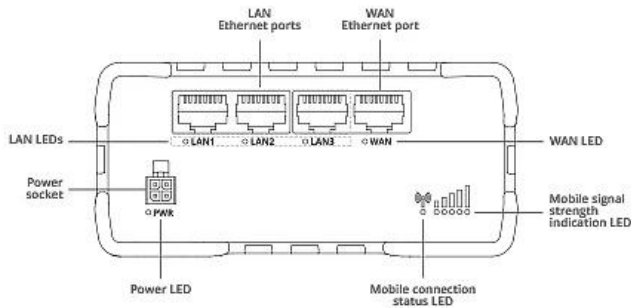 LAN
Ethernet ports
WAN
Ethernet port
LAN LEDs
LAN1
LAN2
LAN3
WAN
WAN LED
Power
socket
PWR
Mobile signal
strength
indication LED
Power LED
Mobile connection
status LED